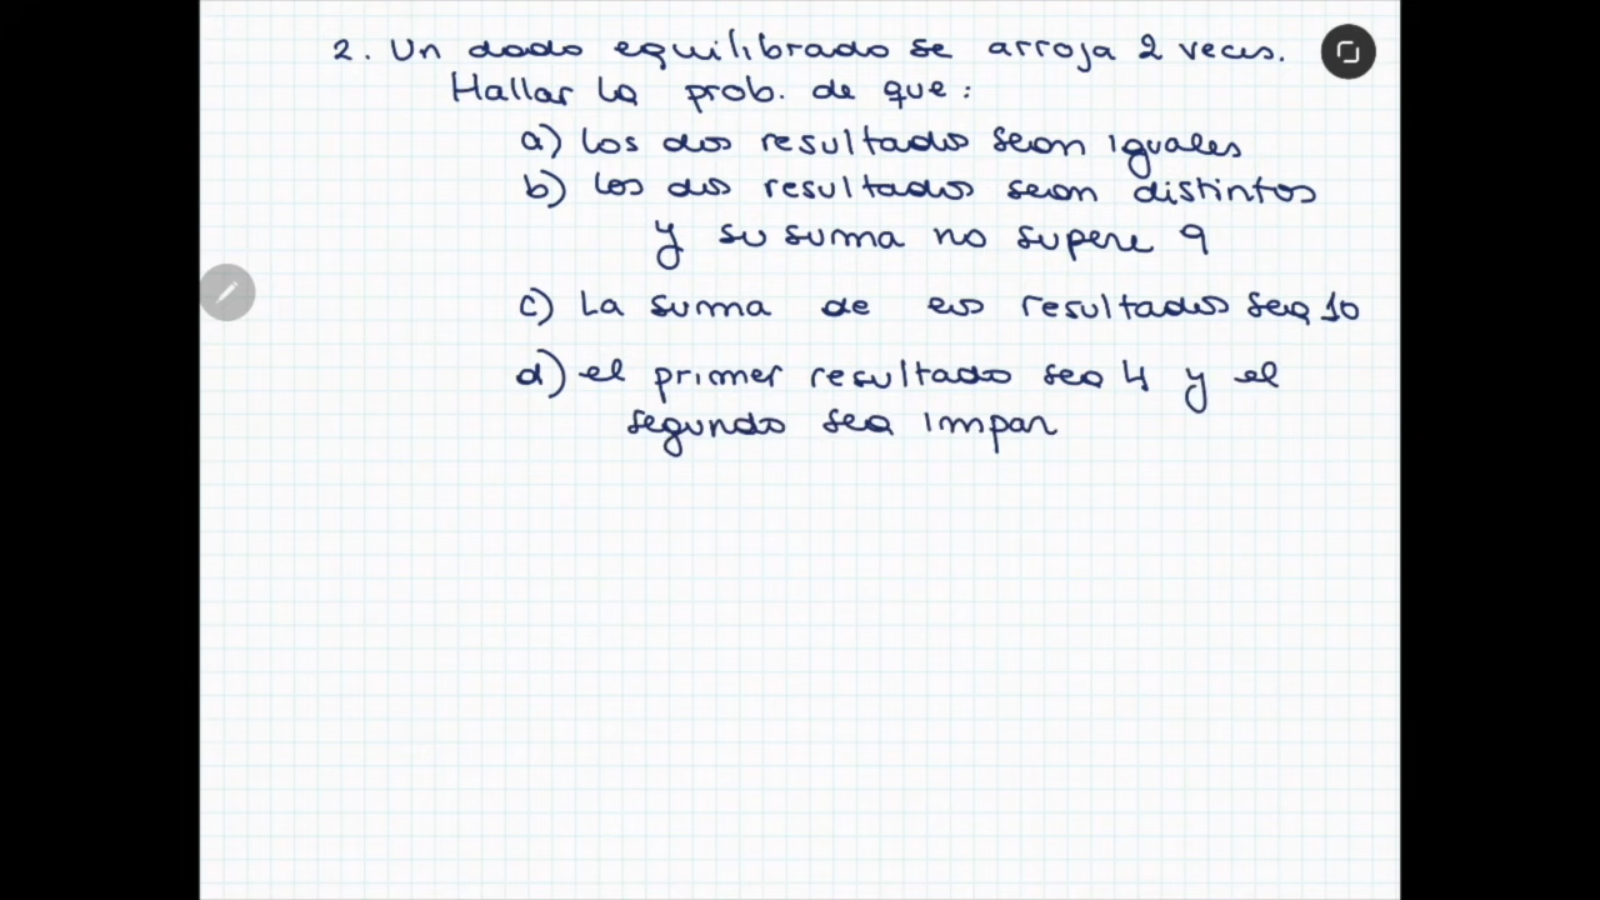 2. Un dado equilibrado se arroja 2 veces.
Hallar la prob. de que:
a) los dos resultados sean iguales
b) los dos resultados sean distintos
y su suma no supere 9
c) La suma de los resultados sea 10
d) el primer resultado sea 4 y el
segundo sea impar